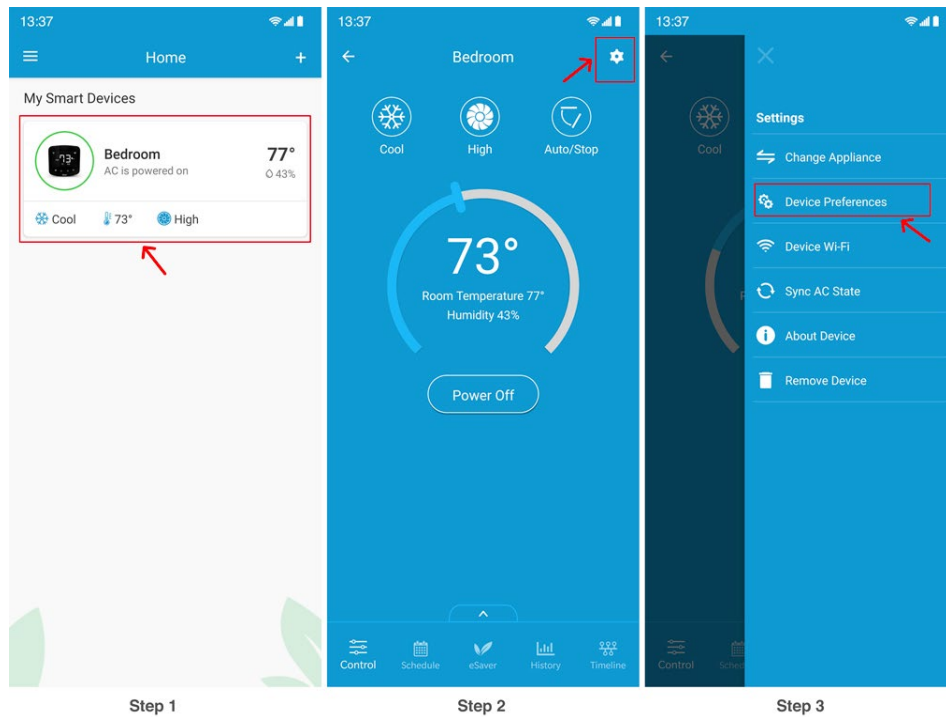 13:37
Home
+
My Smart Devices
73
Bedroom
77°
AC is powered on
43%
Cool
73°
High
Step 1
13:37
Bedroom
Cool
High
Auto/Stop
73°
Room Temperature 77°
Humidity 43%
Power Off
Control
Schedule
eSaver
History
Timeline
Step 2
13:37
Cool
Settings
Change Appliance
Device Preferences
Device Wi-Fi
Sync AC State
About Device
Remove Device
Control
Sched
Step 3